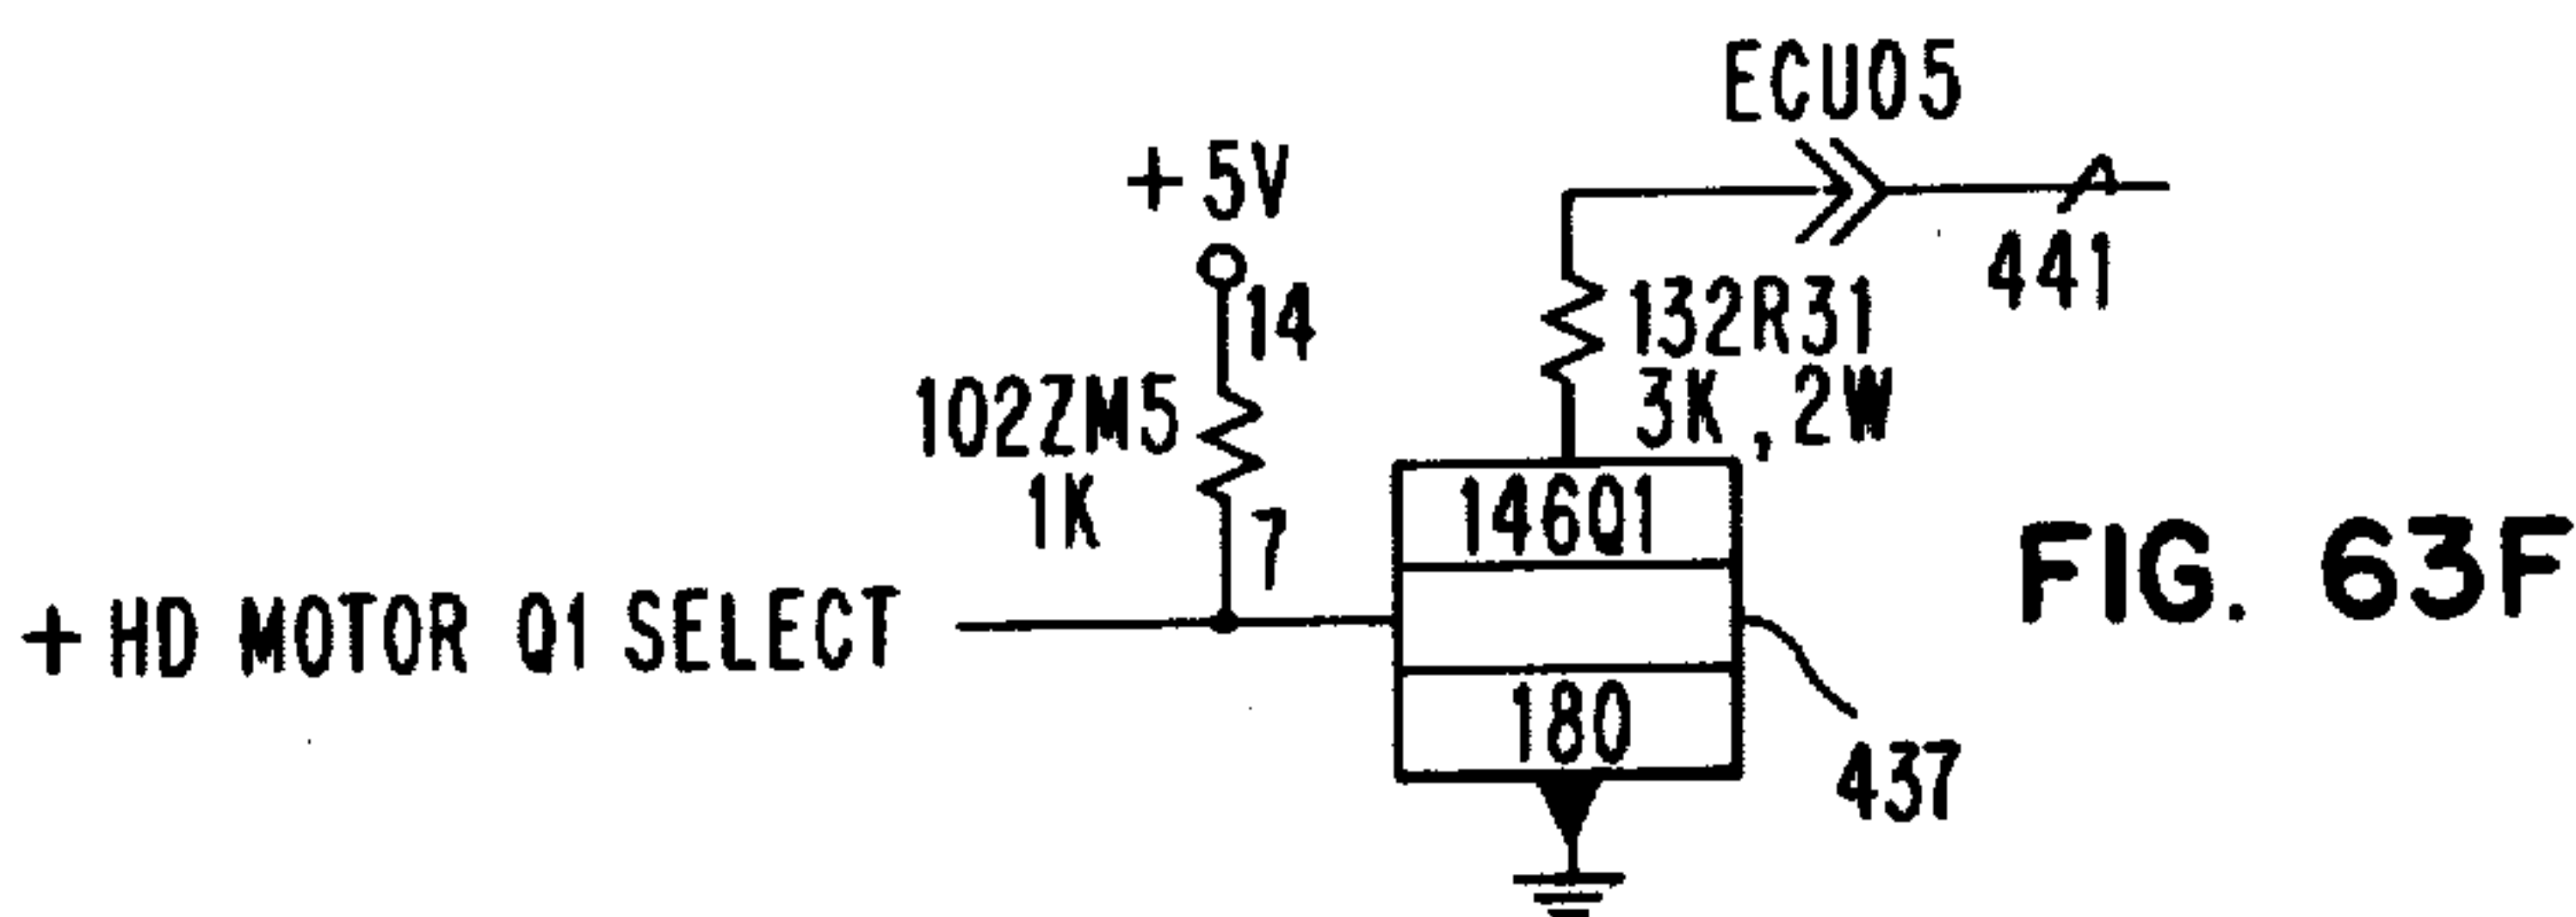 ECU05
+5V
441
14
132R31
3K, 2W
102ZM5
1K
7
146Q1
+ HD MOTOR Q1 SELECT
180
437
FIG. 63F